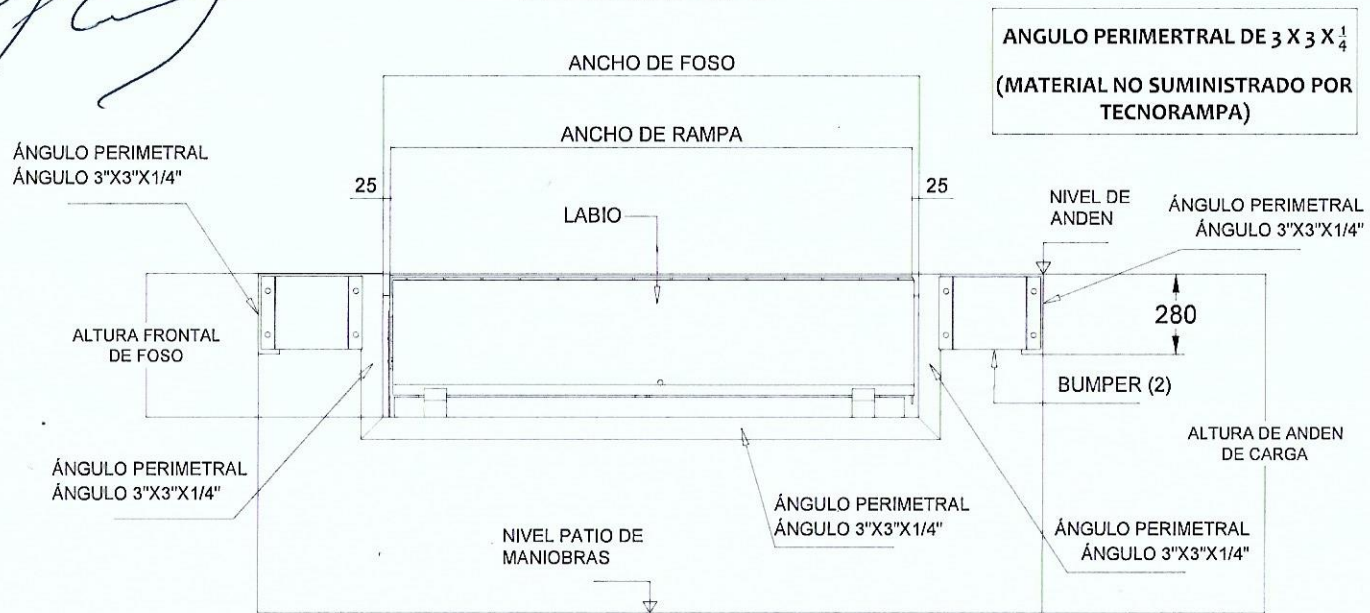 ANGULO PERIMERTRAL DE 3 X 3 X 1/4
(MATERIAL NO SUMINISTRADO POR
TECNORAMPA)
ANCHO DE FOSO
ANCHO DE RAMPA
ÁNGULO PERIMETRAL
ÁNGULO 3"X3"X1/4"
25
25
LABIO
NIVEL DE
ANDEN
ÁNGULO PERIMETRAL
ÁNGULO 3"X3"X1/4"
280
ALTURA FRONTAL
DE FOSO
BUMPER (2)
ALTURA DE ANDEN
DE CARGA
ÁNGULO PERIMETRAL
ÁNGULO 3"X3"X1/4"
ÁNGULO PERIMETRAL
ÁNGULO 3"X3"X1/4"
ÁNGULO PERIMETRAL
ÁNGULO 3"X3"X1/4"
NIVEL PATIO DE
MANIOBRAS